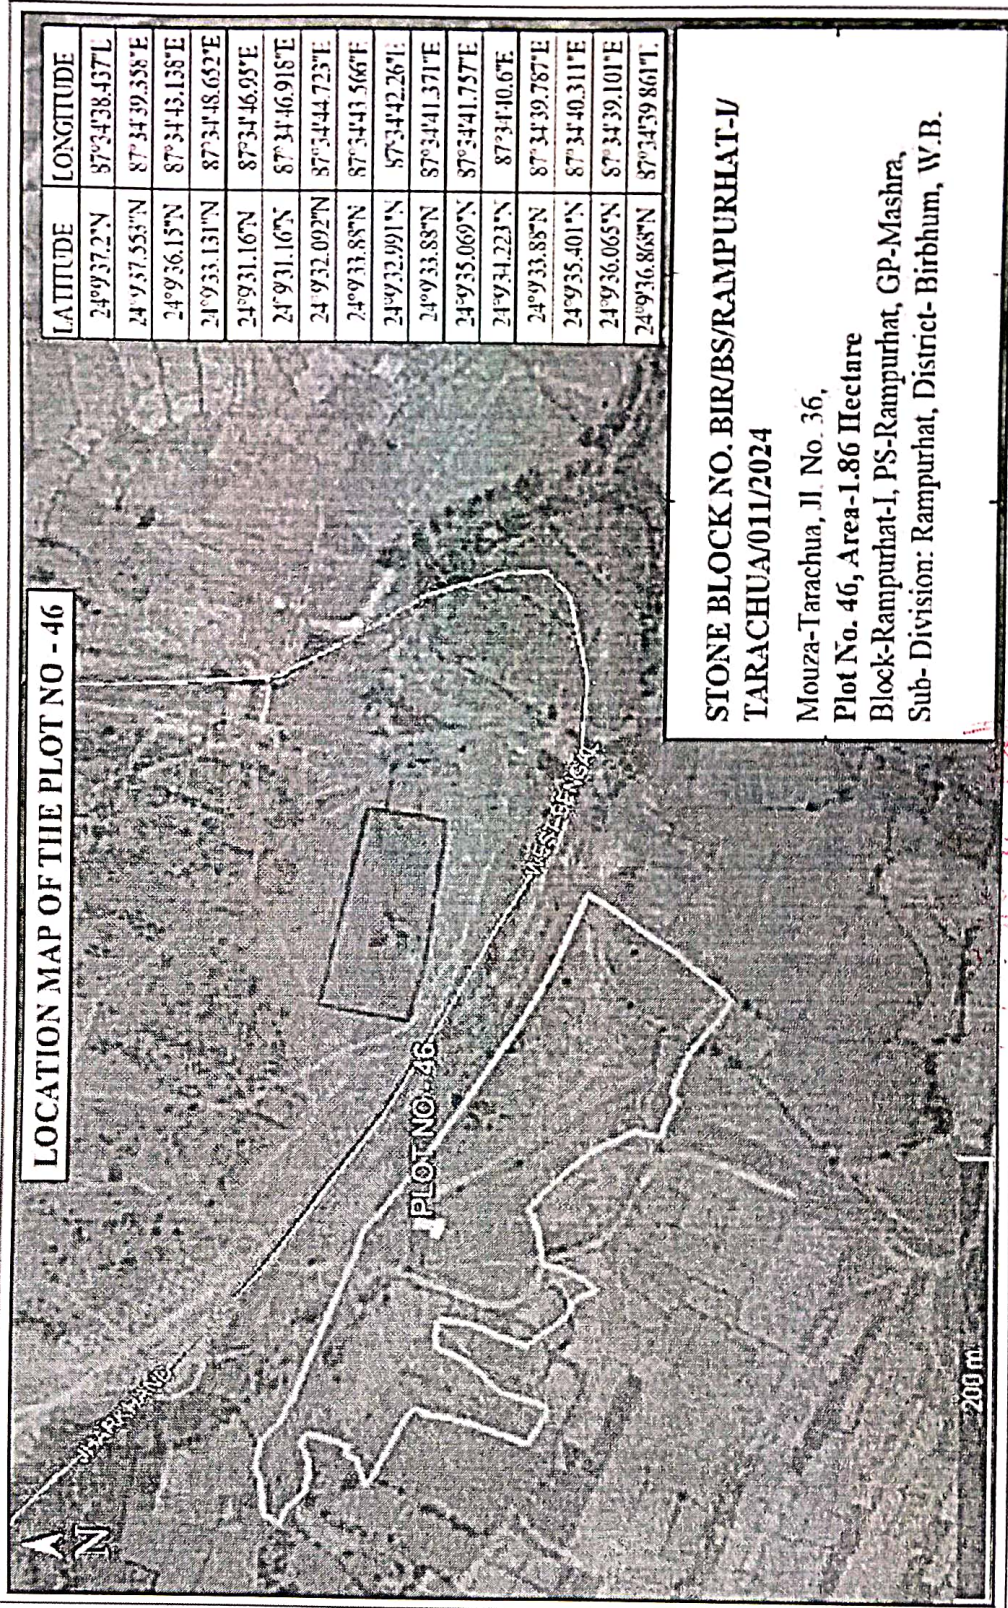 LOCATION MAP OF THE PLOT NO - 46
N
JHARKHAND
PLOT NO.-46
WEST BENGAL
200 m
LATITUDE LONGITUDE
24°9'37.2"N 87°34'38.437"E
24°9'37.553"N 87°34'39.358"E
24°9'36.15"N 87°34'43.138"E
24°9'33.131"N 87°34'48.652"E
24°9'31.16"N 87°34'46.95"E
24°9'31.16"N 87°34'46.918"E
24°9'32.092"N 87°34'44.723"E
24°9'33.88"N 87°34'43.566"E
24°9'32.991"N 87°34'42.26"E
24°9'33.88"N 87°34'41.371"E
24°9'35.069"N 87°34'41.757"E
24°9'34.223"N 87°34'40.6"E
24°9'33.88"N 87°34'39.787"E
24°9'35.401"N 87°34'40.311"E
24°9'36.065"N 87°34'39.101"E
24°9'36.868"N 87°34'39.861"E
STONE BLOCK NO. BIR/BS/RAMPURHAT-I/
TARACHUA/011/2024
Mouza-Tarachua, Jl. No. 36,
Plot No. 46, Area-1.86 Hectare
Block-Rampurhat-I, PS-Rampurhat, GP-Mashra,
Sub- Division: Rampurhat, District- Birbhum, W.B.